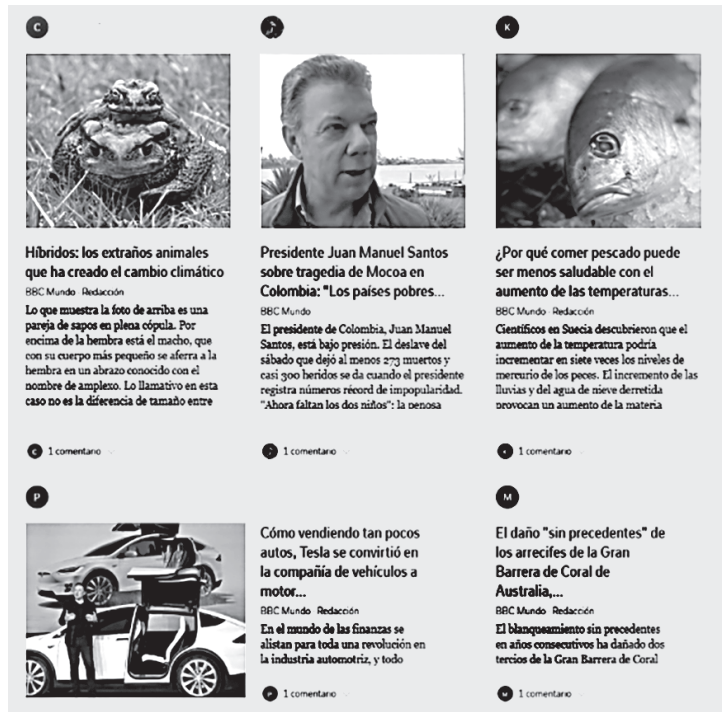 C
Híbridos: los extraños animales
que ha creado el cambio climático
BBC Mundo Redacción
Lo que muestra la foto de arriba es una
pareja de sapos en plena cópula. Por
encima de la hembra está el macho, que
con su cuerpo más pequeño se aferra a la
hembra en un abrazo conocido con el
nombre de amplexo. Lo llamativo en esta
caso no es la diferencia de tamaño entre
C 1 comentario
Presidente Juan Manuel Santos
sobre tragedia de Mocoa en
Colombia: "Los países pobres...
BBC Mundo
El presidente de Colombia, Juan Manuel
Santos, está bajo presión. El deslave del
sábado que dejó al menos 273 muertos y
casi 300 heridos se da cuando el presidente
registra números récord de impopularidad.
"Ahora faltan los dos niños": la penosa
1 comentario
K
¿Por qué comer pescado puede
ser menos saludable con el
aumento de las temperaturas...
BBC Mundo Redacción
Científicos en Suecia descubrieron que el
aumento de la temperatura podría
incrementar en siete veces los niveles de
mercurio de los peces. El incremento de las
lluvias y del agua de nieve derretida
provocan un aumento de la materia
1 comentario
P
Cómo vendiendo tan pocos
autos, Tesla se convirtió en
la compañía de vehículos a
motor...
BBC Mundo Redacción
En el mundo de las finanzas se
alistan para toda una revolución en
la industria automotriz, y todo
P 1 comentario
M
El daño "sin precedentes" de
los arrecifes de la Gran
Barrera de Coral de
Australia,...
BBC Mundo Redacción
El blanqueamiento sin precedentes
en años consecutivos ha dañado dos
tercios de la Gran Barrera de Coral
M 1 comentario